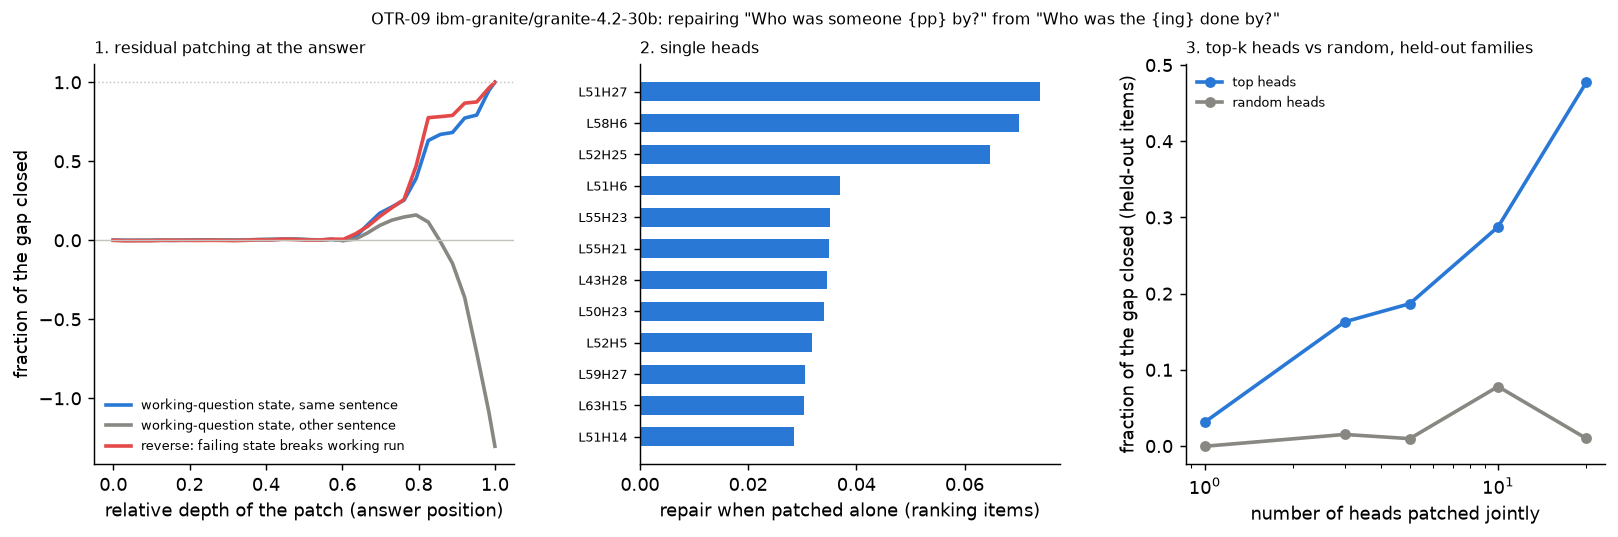 OTR-09 ibm-granite/granite-4.2-30b: repairing "Who was someone {pp} by?" from "Who was the {ing} done by?"
1. residual patching at the answer
fraction of the gap closed
1.0
0.5
0.0
−0.5
−1.0
working-question state, same sentence
working-question state, other sentence
reverse: failing state breaks working run
0.0 0.2 0.4 0.6 0.8 1.0
relative depth of the patch (answer position)
2. single heads
L51H27
L58H6
L52H25
L51H6
L55H23
L55H21
L43H28
L50H23
L52H5
L59H27
L63H15
L51H14
0.00 0.02 0.04 0.06
repair when patched alone (ranking items)
3. top-k heads vs random, held-out families
fraction of the gap closed (held-out items)
0.5
0.4
0.3
0.2
0.1
0.0
top heads
random heads
10⁰ 10¹
number of heads patched jointly